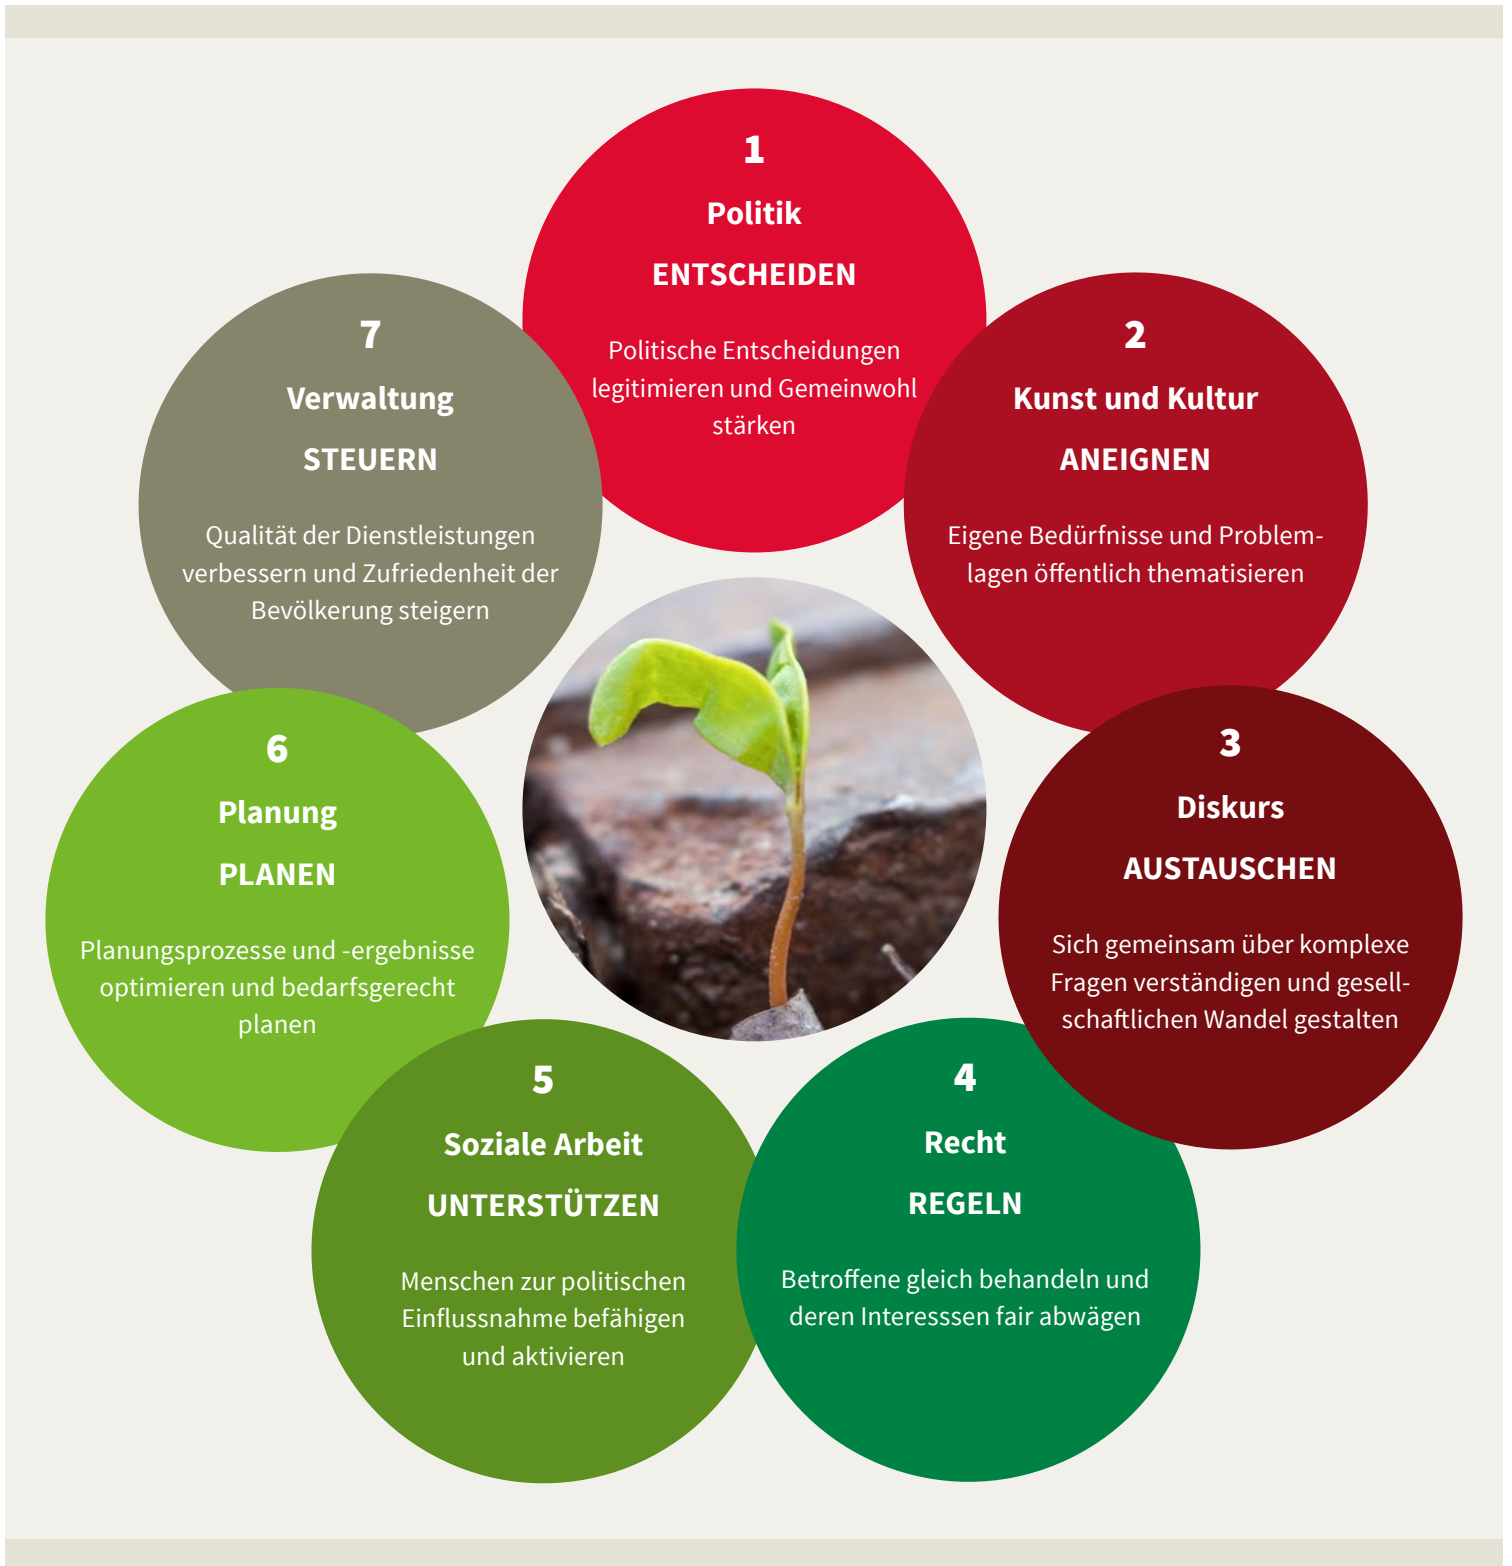 1
Politik
ENTSCHEIDEN
Politische Entscheidungen
legitimieren und Gemeinwohl
stärken
2
Kunst und Kultur
ANEIGNEN
Eigene Bedürfnisse und Problem-
lagen öffentlich thematisieren
3
Diskurs
AUSTAUSCHEN
Sich gemeinsam über komplexe
Fragen verständigen und gesell-
schaftlichen Wandel gestalten
4
Recht
REGELN
Betroffene gleich behandeln und
deren Interesssen fair abwägen
5
Soziale Arbeit
UNTERSTÜTZEN
Menschen zur politischen
Einflussnahme befähigen
und aktivieren
6
Planung
PLANEN
Planungsprozesse und -ergebnisse
optimieren und bedarfsgerecht
planen
7
Verwaltung
STEUERN
Qualität der Dienstleistungen
verbessern und Zufriedenheit der
Bevölkerung steigern